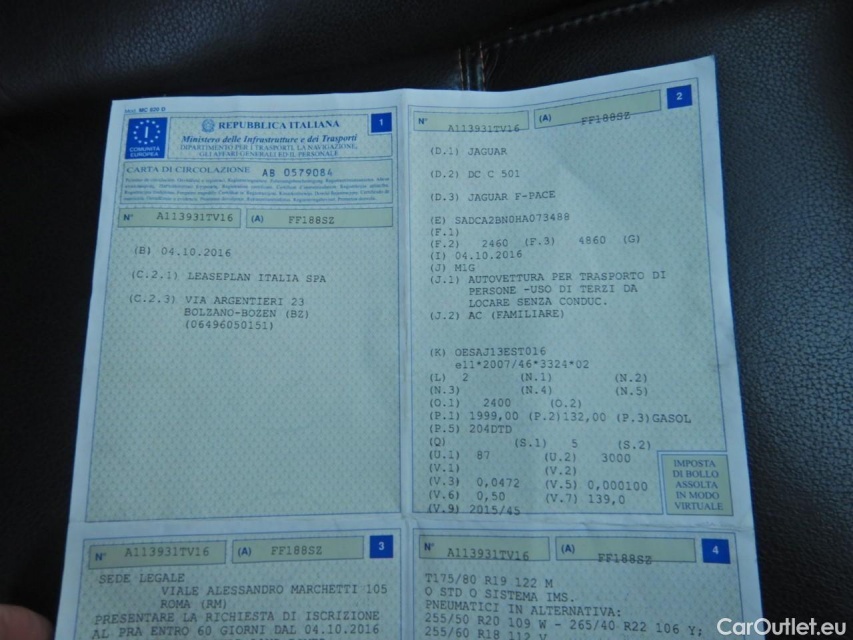 Mod. MC 820 U
1
I
COMUNITÀ
EUROPEA
REPUBBLICA ITALIANA
Ministero delle Infrastrutture e dei Trasporti
DIPARTIMENTO PER I TRASPORTI, LA NAVIGAZIONE,
GLI AFFARI GENERALI ED IL PERSONALE
CARTA DI CIRCOLAZIONE AB 0579084
N° A113931TV16 (A) FF188SZ
(B) 04.10.2016
(C.2.1) LEASEPLAN ITALIA SPA
(C.2.3) VIA ARGENTIERI 23
BOLZANO-BOZEN (BZ)
(06496050151)
2
N° A113931TV16 (A) FF188SZ
(D.1) JAGUAR
(D.2) DC C 501
(D.3) JAGUAR F-PACE
(E) SADCA2BN0HA073488
(F.1)
(F.2) 2460 (F.3) 4860 (G)
(I) 04.10.2016
(J) M1G
(J.1) AUTOVETTURA PER TRASPORTO DI
PERSONE -USO DI TERZI DA
LOCARE SENZA CONDUC.
(J.2) AC (FAMILIARE)
(K) OESAJ13EST016
e11*2007/46*3324*02
(L) 2 (N.1) (N.2)
(N.3) (N.4) (N.5)
(O.1) 2400 (O.2)
(P.1) 1999,00 (P.2)132,00 (P.3)GASOL
(P.5) 204DTD
(Q) (S.1) 5 (S.2)
(U.1) 87 (U.2) 3000
(V.1) (V.2)
(V.3) 0,0472 (V.5) 0,000100
(V.6) 0,50 (V.7) 139,0
(V.9) 2015/45
IMPOSTA
DI BOLLO
ASSOLTA
IN MODO
VIRTUALE
3
N° A113931TV16 (A) FF188SZ
SEDE LEGALE
VIALE ALESSANDRO MARCHETTI 105
ROMA (RM)
PRESENTARE LA RICHIESTA DI ISCRIZIONE
AL PRA ENTRO 60 GIORNI DAL 04.10.2016
4
N° A113931TV16 (A) FF188SZ
T175/80 R19 122 M
O STD O SISTEMA IMS.
PNEUMATICI IN ALTERNATIVA:
255/50 R20 109 W - 265/40 R22 106 Y;
255/60 R18 112 V
CarOutlet.eu